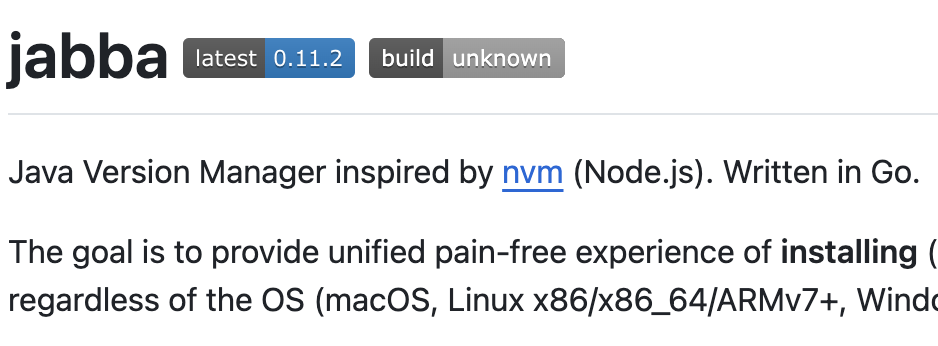 jabba latest 0.11.2 build unknown
Java Version Manager inspired by nvm (Node.js). Written in Go.
The goal is to provide unified pain-free experience of installing (
regardless of the OS (macOS, Linux x86/x86_64/ARMv7+, Windo